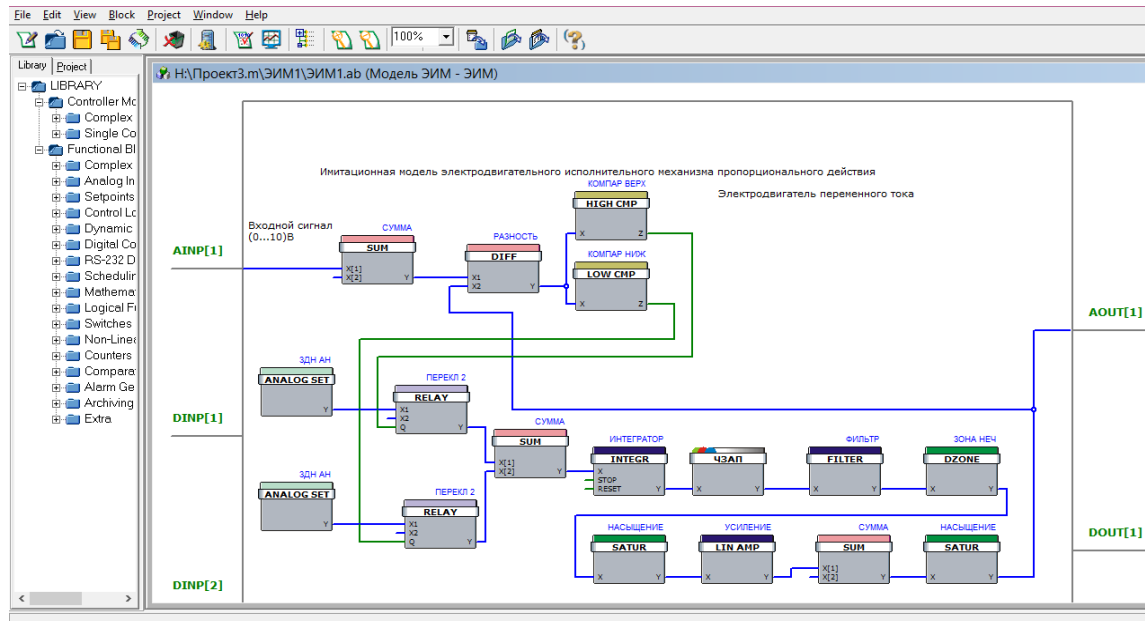 File Edit View Block Project Window Help
100%
Library Project
H:\Проект3.m\ЭИМ1\ЭИМ1.ab (Модель ЭИМ - ЭИМ)
LIBRARY
Controller Mc
Complex
Single Co
Functional Bl
Complex
Analog In
Setpoints
Control Lc
Dynamic
Digital Co
RS-232 D
Schedulir
Mathema
Logical Fi
Switches
Non-Linea
Counters
Compara
Alarm Ge
Archiving
Extra
Имитационная модель электродвигательного исполнительного механизма пропорционального действия
КОМПАР ВЕРХ
Электродвигатель переменного тока
HIGH CMP
X Z
Входной сигнал
(0...10)В
СУММА
SUM
X[1]
X[2] Y
РАЗНОСТЬ
DIFF
X1
X2 Y
КОМПАР НИЖ
LOW CMP
X Z
AINP[1]
AOUT[1]
ЗДН АН
ANALOG SET
Y
ПЕРЕКЛ 2
RELAY
X1
X2
Q Y
DINP[1]
СУММА
SUM
X[1]
X[2] Y
ИНТЕГРАТОР
INTEGR
X
STOP
RESET Y
ЧЗАП
X Y
ФИЛЬТР
FILTER
X Y
ЗОНА НЕЧ
DZONE
X Y
ЗДН АН
ANALOG SET
Y
ПЕРЕКЛ 2
RELAY
X1
X2
Q Y
НАСЫЩЕНИЕ
SATUR
X Y
УСИЛЕНИЕ
LIN AMP
X Y
СУММА
SUM
X[1]
X[2] Y
НАСЫЩЕНИЕ
SATUR
X Y
DOUT[1]
DINP[2]